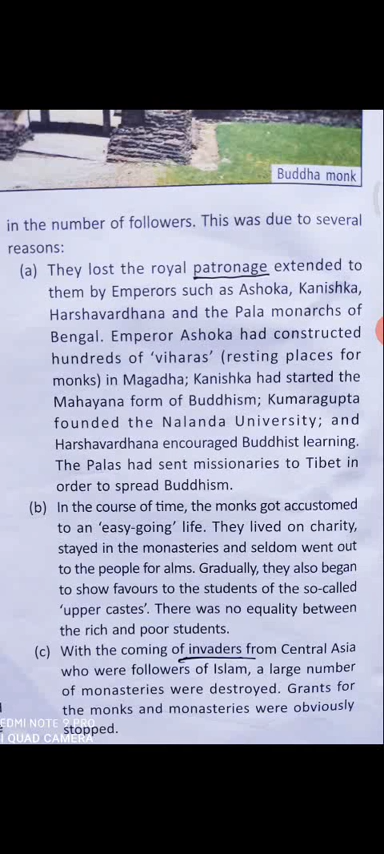 Buddha monk
in the number of followers. This was due to several
reasons:
(a) They lost the royal patronage extended to
them by Emperors such as Ashoka, Kanishka,
Harshavardhana and the Pala monarchs of
Bengal. Emperor Ashoka had constructed
hundreds of ‘viharas’ (resting places for
monks) in Magadha; Kanishka had started the
Mahayana form of Buddhism; Kumaragupta
founded the Nalanda University; and
Harshavardhana encouraged Buddhist learning.
The Palas had sent missionaries to Tibet in
order to spread Buddhism.
(b) In the course of time, the monks got accustomed
to an ‘easy-going’ life. They lived on charity,
stayed in the monasteries and seldom went out
to the people for alms. Gradually, they also began
to show favours to the students of the so-called
‘upper castes’. There was no equality between
the rich and poor students.
(c) With the coming of invaders from Central Asia
who were followers of Islam, a large number
of monasteries were destroyed. Grants for
the monks and monasteries were obviously
stopped.
EDMI NOTE 9 PRO
I QUAD CAMERA